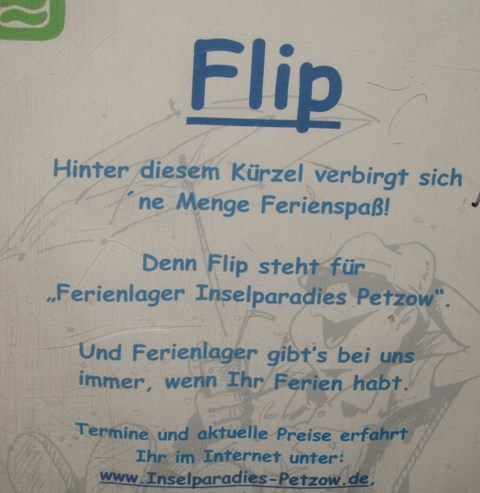 Flip
Hinter diesem Kürzel verbirgt sich
´ne Menge Ferienspaß!
Denn Flip steht für
„Ferienlager Inselparadies Petzow“.
Und Ferienlager gibt's bei uns
immer, wenn Ihr Ferien habt.
Termine und aktuelle Preise erfahrt
Ihr im Internet unter:
www.Inselparadies-Petzow.de.